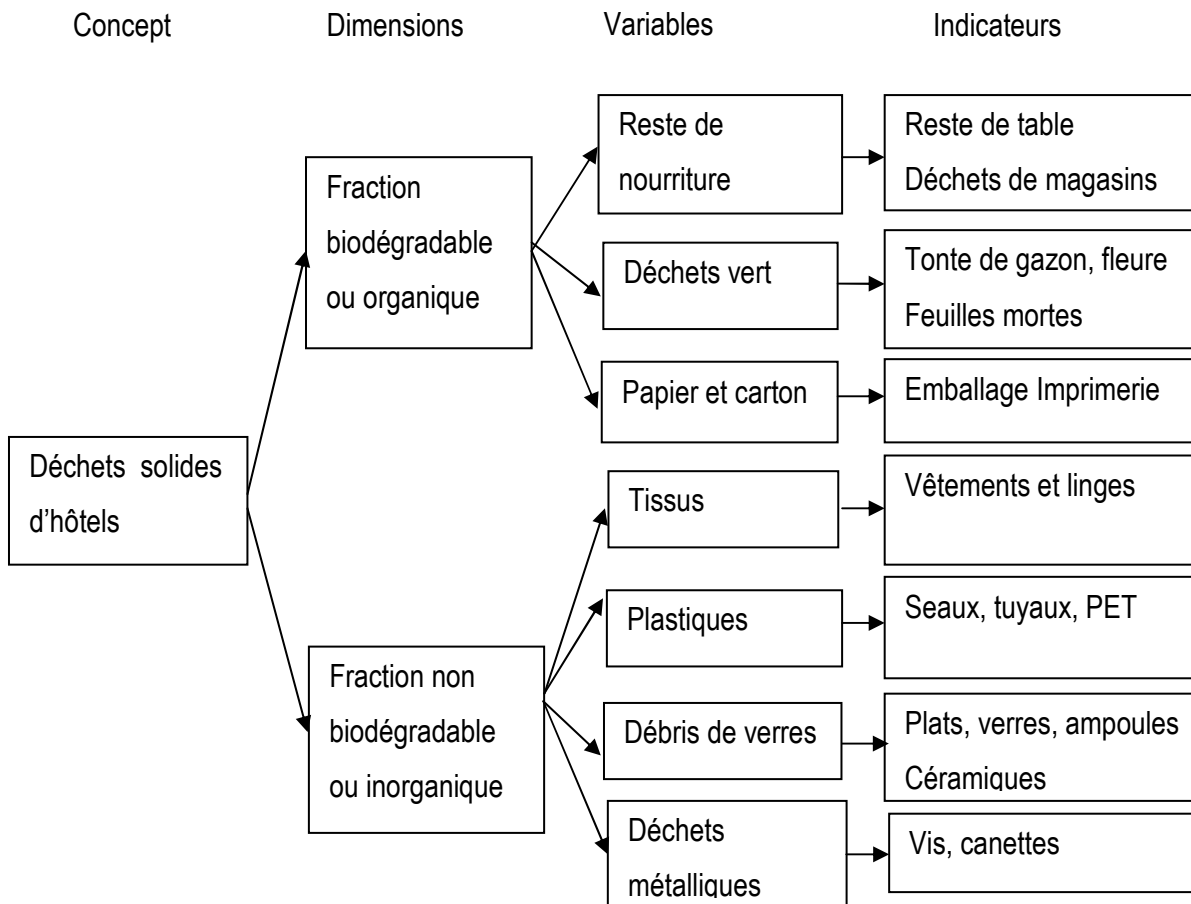 Concept Dimensions Variables Indicateurs
Déchets solides
d'hôtels
Fraction
biodégradable
ou organique
Reste de
nourriture
Reste de table
Déchets de magasins
Déchets vert
Tonte de gazon, fleure
Feuilles mortes
Papier et carton
Emballage Imprimerie
Fraction non
biodégradable
ou inorganique
Tissus
Vêtements et linges
Plastiques
Seaux, tuyaux, PET
Débris de verres
Plats, verres, ampoules
Céramiques
Déchets
métalliques
Vis, canettes